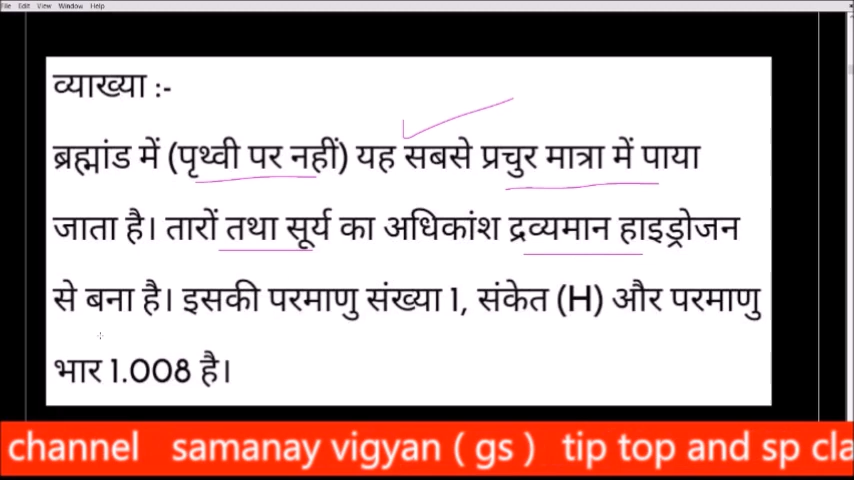 File Edit View Window Help
व्याख्या :-
ब्रह्मांड में (पृथ्वी पर नहीं) यह सबसे प्रचुर मात्रा में पाया
जाता है। तारों तथा सूर्य का अधिकांश द्रव्यमान हाइड्रोजन
से बना है। इसकी परमाणु संख्या 1, संकेत (H) और परमाणु
भार 1.008 है।
channel samanay vigyan ( gs ) tip top and sp cla